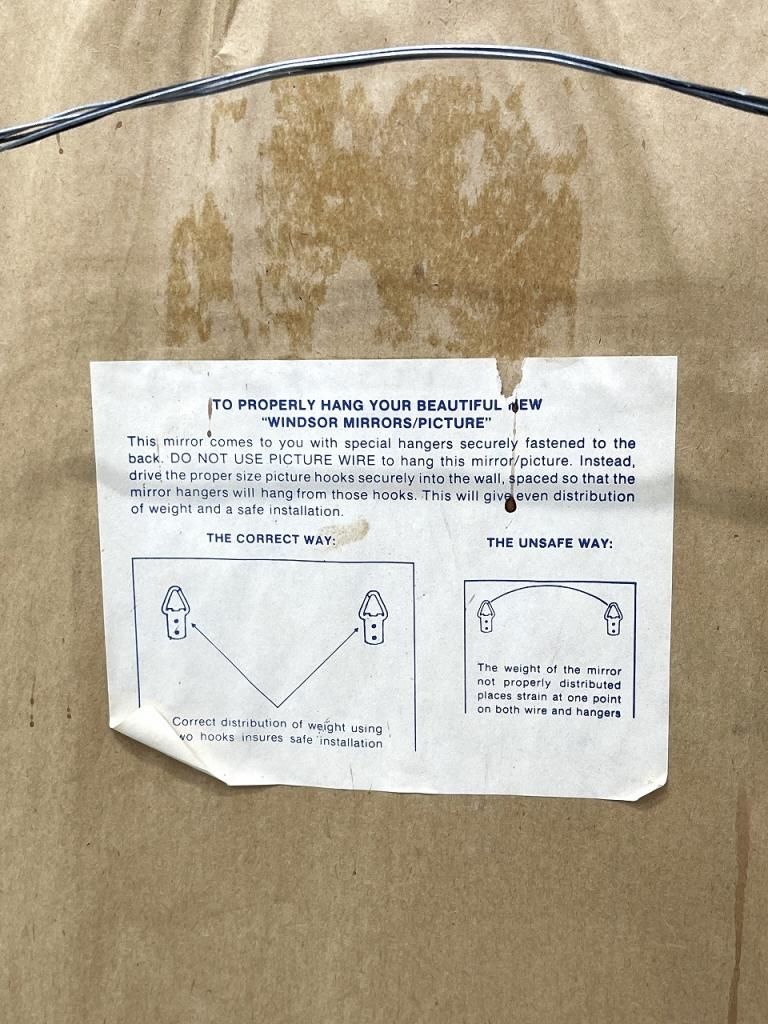 TO PROPERLY HANG YOUR BEAUTIFUL NEW
"WINDSOR MIRRORS/PICTURE"
This mirror comes to you with special hangers securely fastened to the
back. DO NOT USE PICTURE WIRE to hang this mirror/picture. Instead,
drive the proper size picture hooks securely into the wall, spaced so that the
mirror hangers will hang from those hooks. This will give even distribution
of weight and a safe installation.
THE CORRECT WAY:
Correct distribution of weight using
two hooks insures safe installation
THE UNSAFE WAY:
The weight of the mirror
not properly distributed
places strain at one point
on both wire and hangers